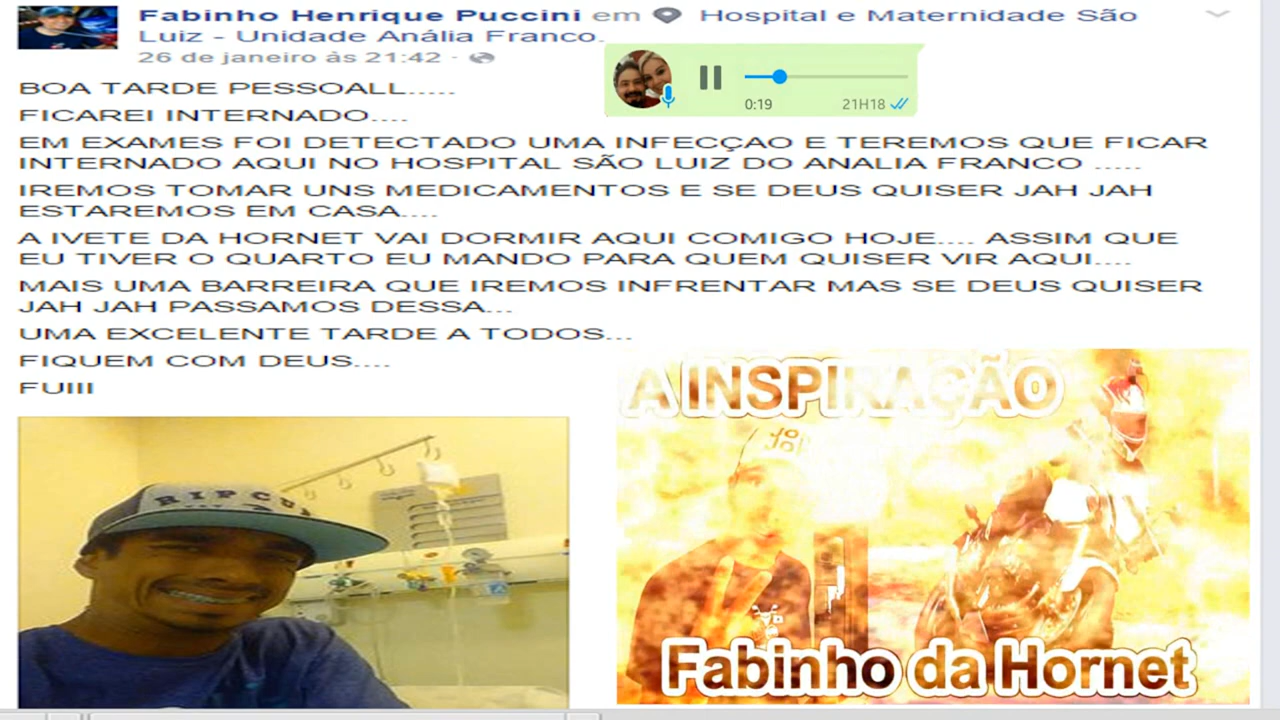 Fabinho Henrique Puccini em Hospital e Maternidade São
Luiz - Unidade Anália Franco.
26 de janeiro às 21:42 ·
0:19 21H18
BOA TARDE PESSOALL.....
FICAREI INTERNADO....
EM EXAMES FOI DETECTADO UMA INFECÇAO E TEREMOS QUE FICAR
INTERNADO AQUI NO HOSPITAL SÃO LUIZ DO ANALIA FRANCO .....
IREMOS TOMAR UNS MEDICAMENTOS E SE DEUS QUISER JAH JAH
ESTAREMOS EM CASA....
A IVETE DA HORNET VAI DORMIR AQUI COMIGO HOJE.... ASSIM QUE
EU TIVER O QUARTO EU MANDO PARA QUEM QUISER VIR AQUI....
MAIS UMA BARREIRA QUE IREMOS INFRENTAR MAS SE DEUS QUISER
JAH JAH PASSAMOS DESSA...
UMA EXCELENTE TARDE A TODOS...
FIQUEM COM DEUS....
FUIII
RIPCU
A INSPIRAÇÃO
Fabinho da Hornet